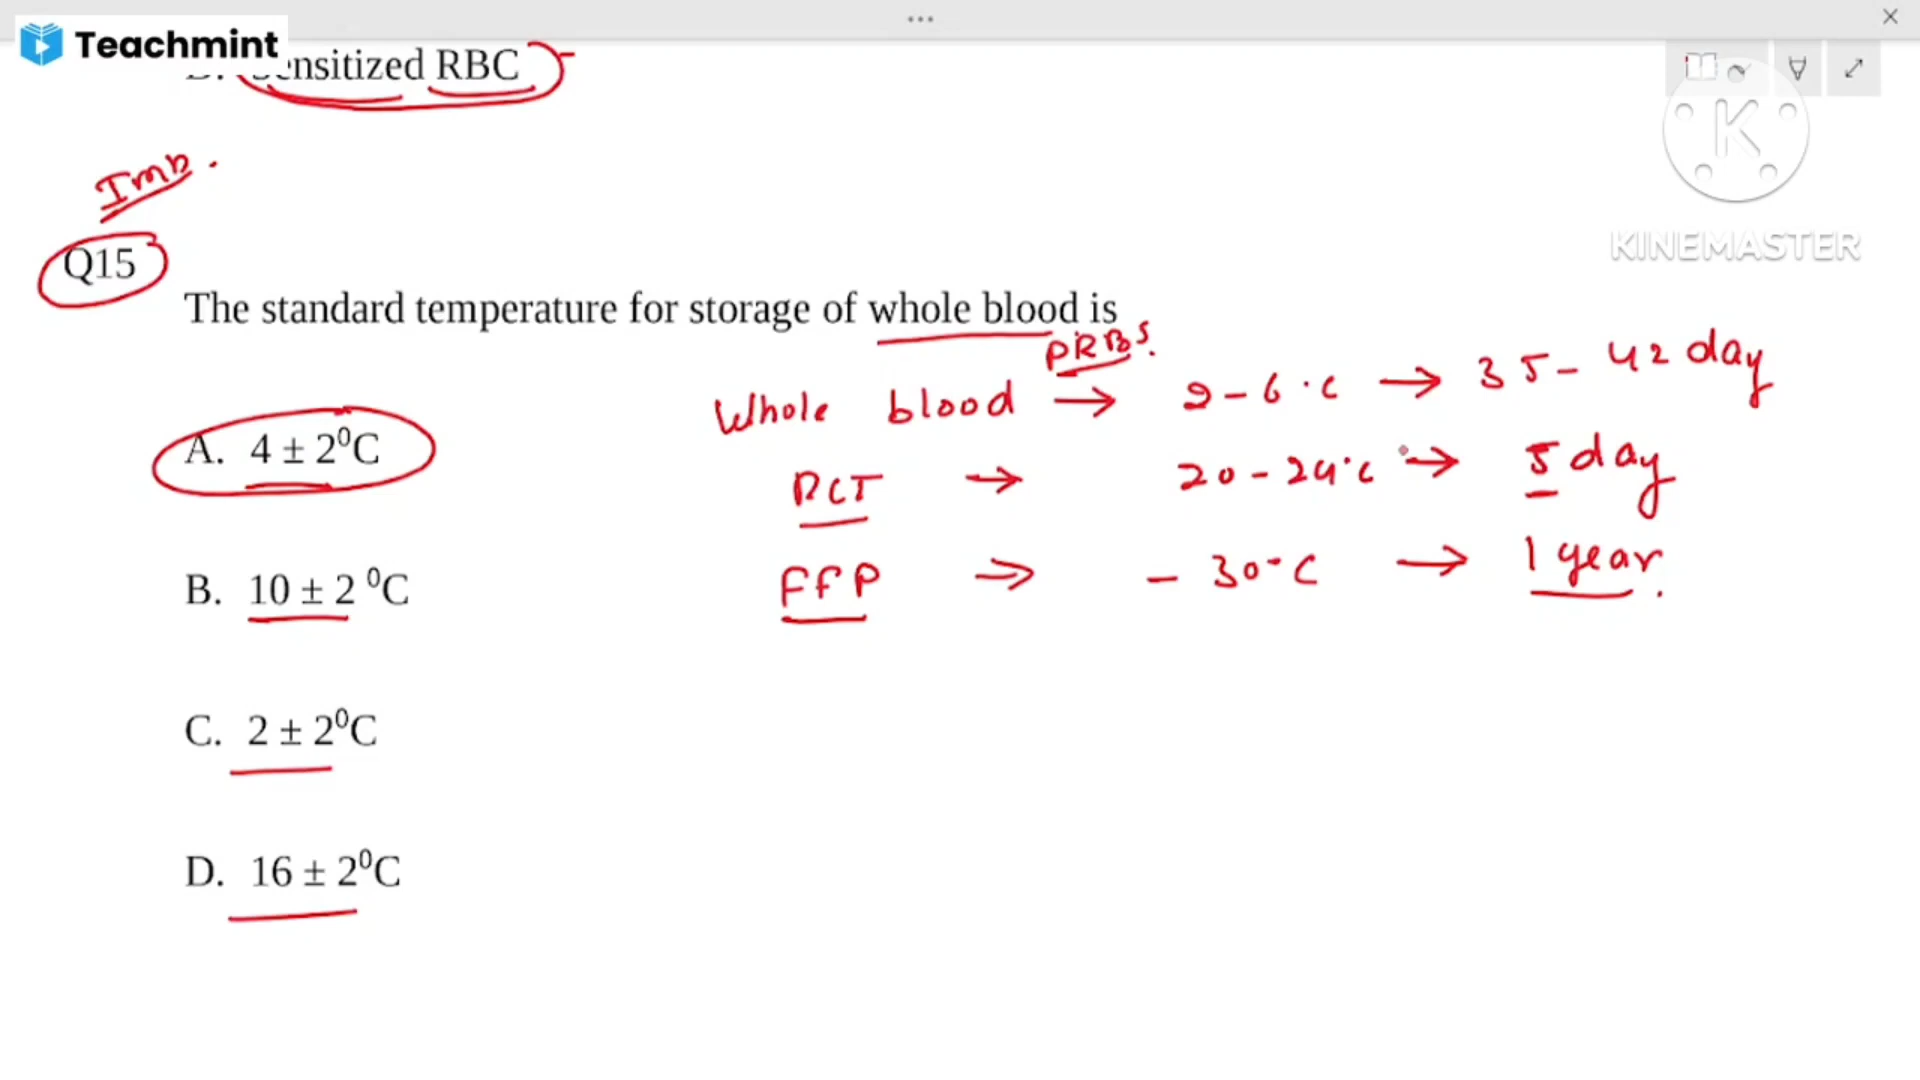 Teachmint
Sensitized RBC
Imp.
Q15
The standard temperature for storage of whole blood is
PRBS.
Whole blood → 2-6°C → 35-42 day
A. 4 ± 2⁰C
PCT → 20-24°C → 5 day
FFP → -30°C → 1 year.
B. 10 ± 2 ⁰C
C. 2 ± 2⁰C
D. 16 ± 2⁰C
K
KINEMASTER